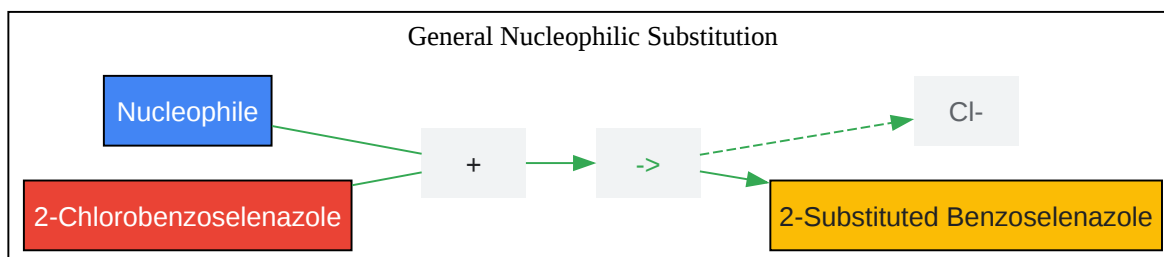 General Nucleophilic Substitution
Nucleophile
2-Chlorobenzoselenazole
+
->
Cl-
2-Substituted Benzoselenazole